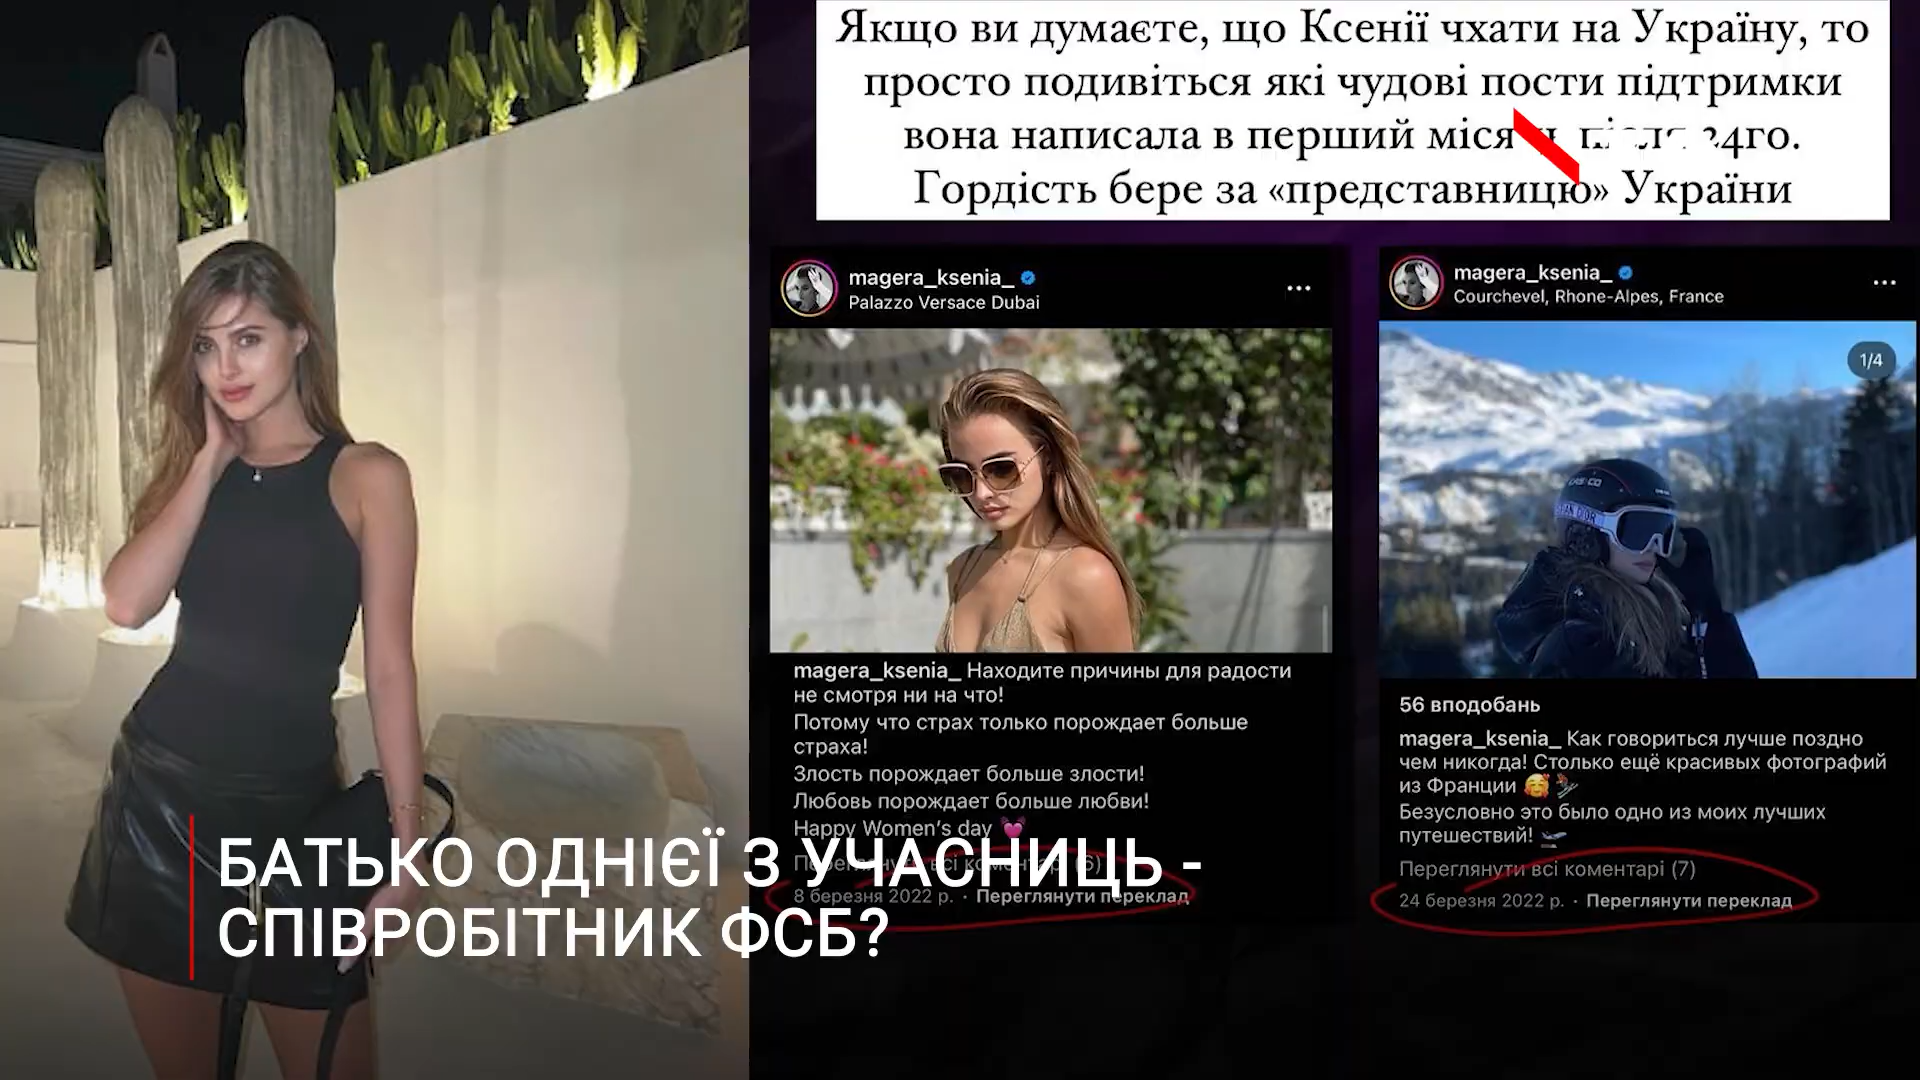 Якщо ви думаєте, що Ксенії чхати на Україну, то
просто подивіться які чудові пости підтримки
вона написала в перший 24го.
Гордість бере за «представницю» України
magera_ksenia_
Palazzo Versace Dubai
magera_ksenia_ Находите причины для радости
не смотря ни на что!
Потому что страх только порождает больше
страха!
Злость порождает больше злости!
Любовь порождает больше любви!
Happy Women's day
Переглянути всі коментарі (6)
8 березня 2022 р. · Переглянути переклад
magera_ksenia_
Courchevel, Rhone-Alpes, France
1/4
56 вподобань
magera_ksenia_ Как говориться лучше поздно
чем никогда! Столько ещё красивых фотографий
из Франции
Безусловно это было одно из моих лучших
путешествий!
Переглянути всі коментарі (7)
24 березня 2022 р. · Переглянути переклад
БАТЬКО ОДНІЄЇ З УЧАСНИЦЬ -
СПІВРОБІТНИК ФСБ?